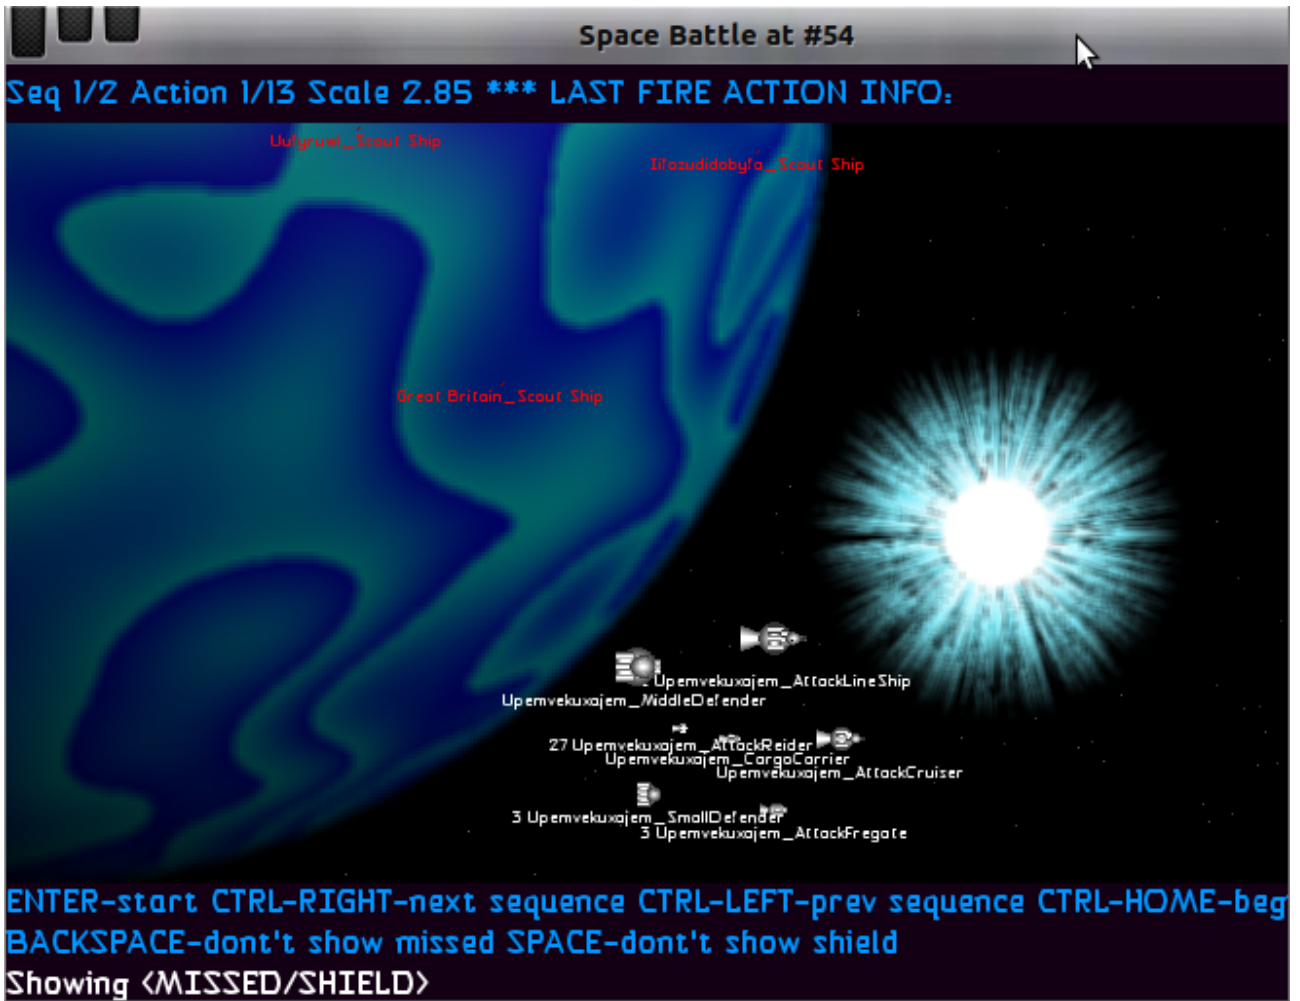 Space Battle at #54
Seq 1/2 Action 1/13 Scale 2.85 *** LAST FIRE ACTION INFO:
Uufyruwi_Scout Ship
Iifozudidobyfa_Scout Ship
Great Britain_Scout Ship
Upemvekuxajem_AttackLineShip
Upemvekuxajem_MiddleDefender
27 Upemvekuxajem_AttackReider
Upemvekuxajem_CargoCarrier
Upemvekuxajem_AttackCruiser
3 Upemvekuxajem_SmallDefender
3 Upemvekuxajem_AttackFregate
ENTER-start CTRL-RIGHT-next sequence CTRL-LEFT-prev sequence CTRL-HOME-beg
BACKSPACE-dont't show missed SPACE-dont't show shield
Showing <MISSED/SHIELD>